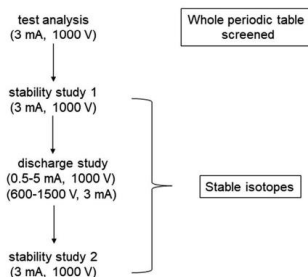 test analysis
(3 mA, 1000 V)
Whole periodic table
screened
stability study 1
(3 mA, 1000 V)
discharge study
(0.5-5 mA, 1000 V)
(600-1500 V, 3 mA)
Stable isotopes
stability study 2
(3 mA, 1000 V)